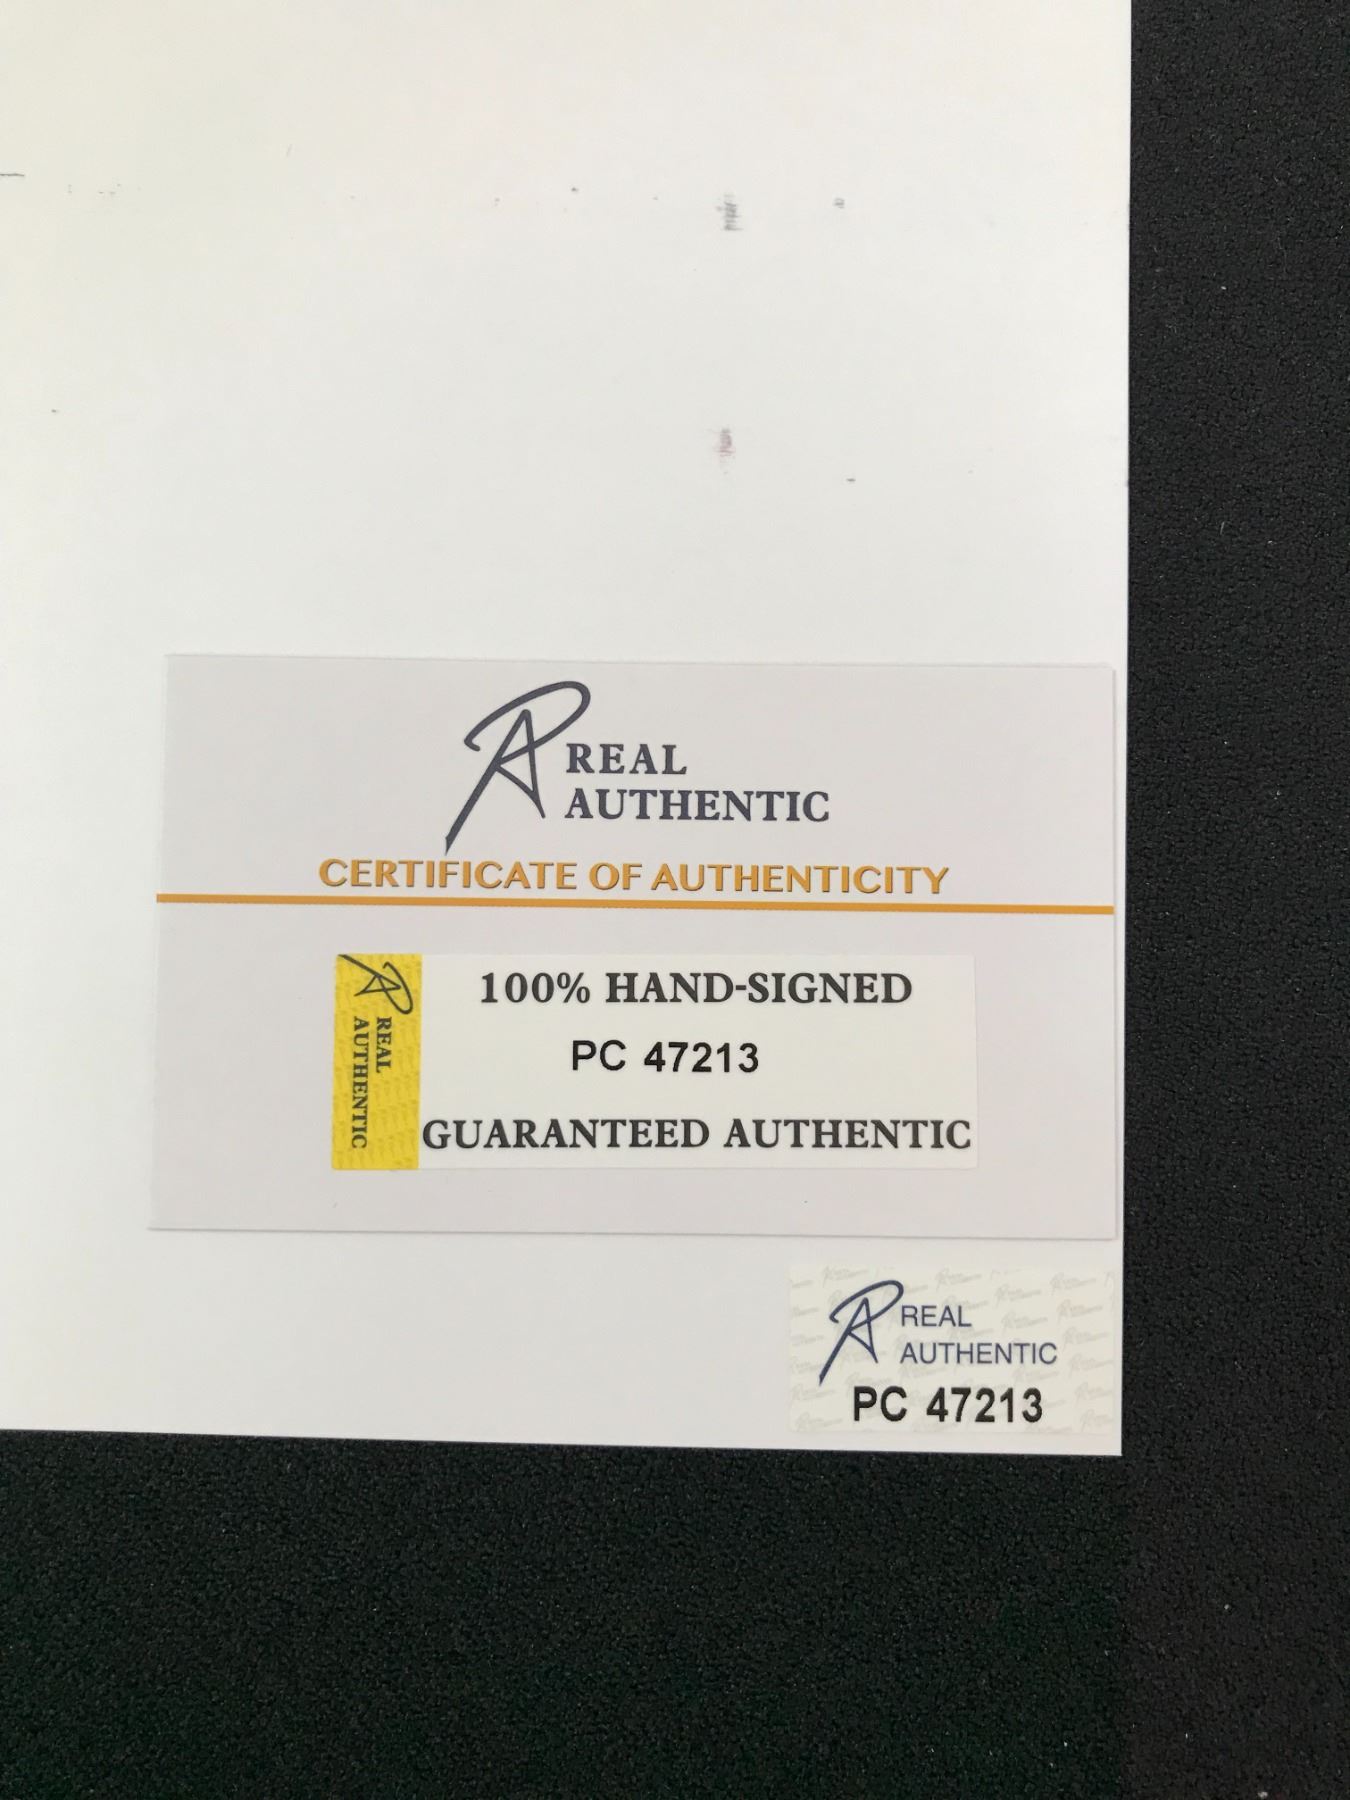 REAL
AUTHENTIC
CERTIFICATE OF AUTHENTICITY
REAL
AUTHENTIC
100% HAND-SIGNED
PC 47213
GUARANTEED AUTHENTIC
REAL
AUTHENTIC
PC 47213